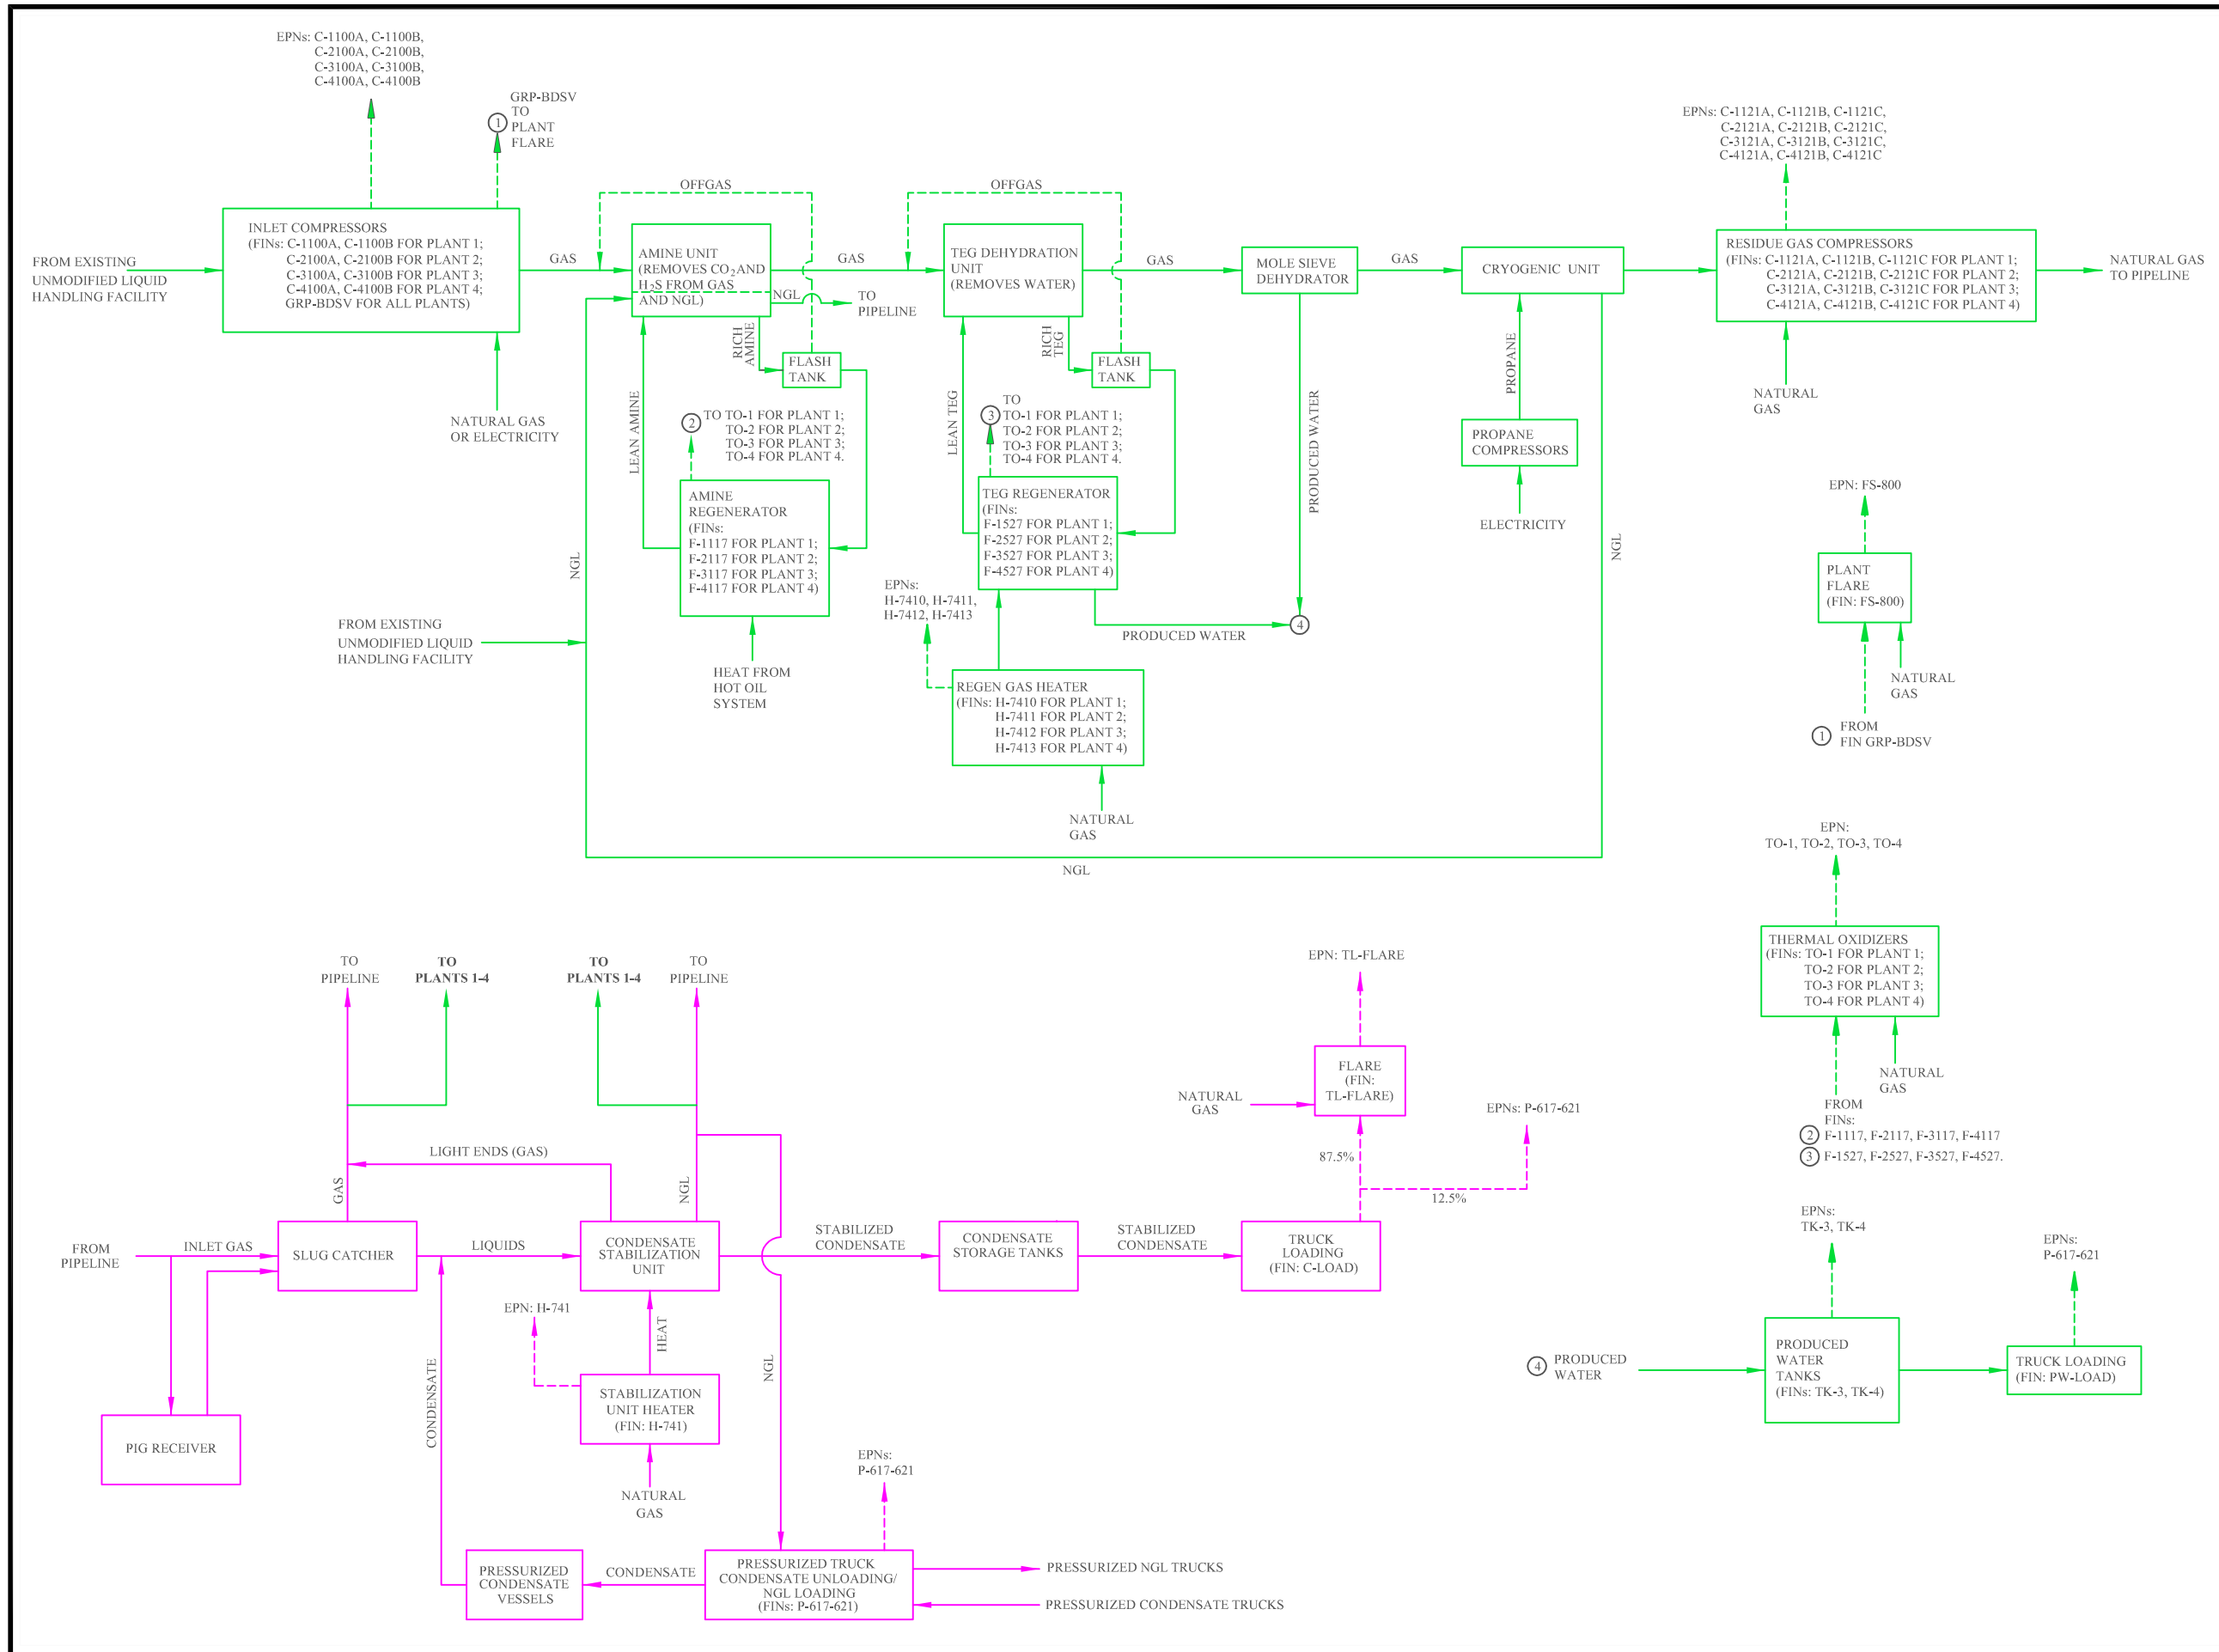 EPNs: C-1100A, C-1100B,
C-2100A, C-2100B,
C-3100A, C-3100B,
C-4100A, C-4100B
GRP-BDSV
TO
PLANT
FLARE
1
FROM EXISTING
UNMODIFIED LIQUID
HANDLING FACILITY
INLET COMPRESSORS
(FINs: C-1100A, C-1100B FOR PLANT 1;
C-2100A, C-2100B FOR PLANT 2;
C-3100A, C-3100B FOR PLANT 3;
C-4100A, C-4100B FOR PLANT 4;
GRP-BDSV FOR ALL PLANTS)
NATURAL GAS
OR ELECTRICITY
GAS
OFFGAS
AMINE UNIT
(REMOVES CO2AND
H2S FROM GAS
AND NGL)
GAS
NGL
TO
PIPELINE
RICH
AMINE
FLASH
TANK
LEAN AMINE
2
TO TO-1 FOR PLANT 1;
TO-2 FOR PLANT 2;
TO-3 FOR PLANT 3;
TO-4 FOR PLANT 4.
AMINE
REGENERATOR
(FINs:
F-1117 FOR PLANT 1;
F-2117 FOR PLANT 2;
F-3117 FOR PLANT 3;
F-4117 FOR PLANT 4)
HEAT FROM
HOT OIL
SYSTEM
NGL
FROM EXISTING
UNMODIFIED LIQUID
HANDLING FACILITY
OFFGAS
TEG DEHYDRATION
UNIT
(REMOVES WATER)
GAS
RICH
TEG
FLASH
TANK
LEAN TEG
3
TO
TO-1 FOR PLANT 1;
TO-2 FOR PLANT 2;
TO-3 FOR PLANT 3;
TO-4 FOR PLANT 4.
TEG REGENERATOR
(FINs:
F-1527 FOR PLANT 1;
F-2527 FOR PLANT 2;
F-3527 FOR PLANT 3;
F-4527 FOR PLANT 4)
EPNs:
H-7410, H-7411,
H-7412, H-7413
PRODUCED WATER
4
REGEN GAS HEATER
(FINs: H-7410 FOR PLANT 1;
H-7411 FOR PLANT 2;
H-7412 FOR PLANT 3;
H-7413 FOR PLANT 4)
NATURAL
GAS
MOLE SIEVE
DEHYDRATOR
PRODUCED WATER
GAS
CRYOGENIC UNIT
PROPANE
PROPANE
COMPRESSORS
ELECTRICITY
NGL
NGL
EPNs: C-1121A, C-1121B, C-1121C,
C-2121A, C-2121B, C-2121C,
C-3121A, C-3121B, C-3121C,
C-4121A, C-4121B, C-4121C
RESIDUE GAS COMPRESSORS
(FINs: C-1121A, C-1121B, C-1121C FOR PLANT 1;
C-2121A, C-2121B, C-2121C FOR PLANT 2;
C-3121A, C-3121B, C-3121C FOR PLANT 3;
C-4121A, C-4121B, C-4121C FOR PLANT 4)
NATURAL GAS
TO PIPELINE
NATURAL
GAS
EPN: FS-800
PLANT
FLARE
(FIN: FS-800)
NATURAL
GAS
1
FROM
FIN GRP-BDSV
EPN:
TO-1, TO-2, TO-3, TO-4
THERMAL OXIDIZERS
(FINs: TO-1 FOR PLANT 1;
TO-2 FOR PLANT 2;
TO-3 FOR PLANT 3;
TO-4 FOR PLANT 4)
NATURAL
GAS
FROM
FINs:
2 F-1117, F-2117, F-3117, F-4117
3 F-1527, F-2527, F-3527, F-4527.
TO
PIPELINE
TO
PLANTS 1-4
TO
PLANTS 1-4
TO
PIPELINE
LIGHT ENDS (GAS)
GAS
NGL
FROM
PIPELINE
INLET GAS
SLUG CATCHER
LIQUIDS
CONDENSATE
STABILIZATION
UNIT
STABILIZED
CONDENSATE
CONDENSATE
STORAGE TANKS
STABILIZED
CONDENSATE
TRUCK
LOADING
(FIN: C-LOAD)
EPN: TL-FLARE
FLARE
(FIN:
TL-FLARE)
NATURAL
GAS
87.5%
12.5%
EPNs: P-617-621
PIG RECEIVER
CONDENSATE
EPN: H-741
HEAT
STABILIZATION
UNIT HEATER
(FIN: H-741)
NATURAL
GAS
NGL
EPNs:
P-617-621
PRESSURIZED
CONDENSATE
VESSELS
CONDENSATE
PRESSURIZED TRUCK
CONDENSATE UNLOADING/
NGL LOADING
(FINs: P-617-621)
PRESSURIZED NGL TRUCKS
PRESSURIZED CONDENSATE TRUCKS
4
PRODUCED
WATER
EPNs:
TK-3, TK-4
PRODUCED
WATER
TANKS
(FINs: TK-3, TK-4)
EPNs:
P-617-621
TRUCK LOADING
(FIN: PW-LOAD)